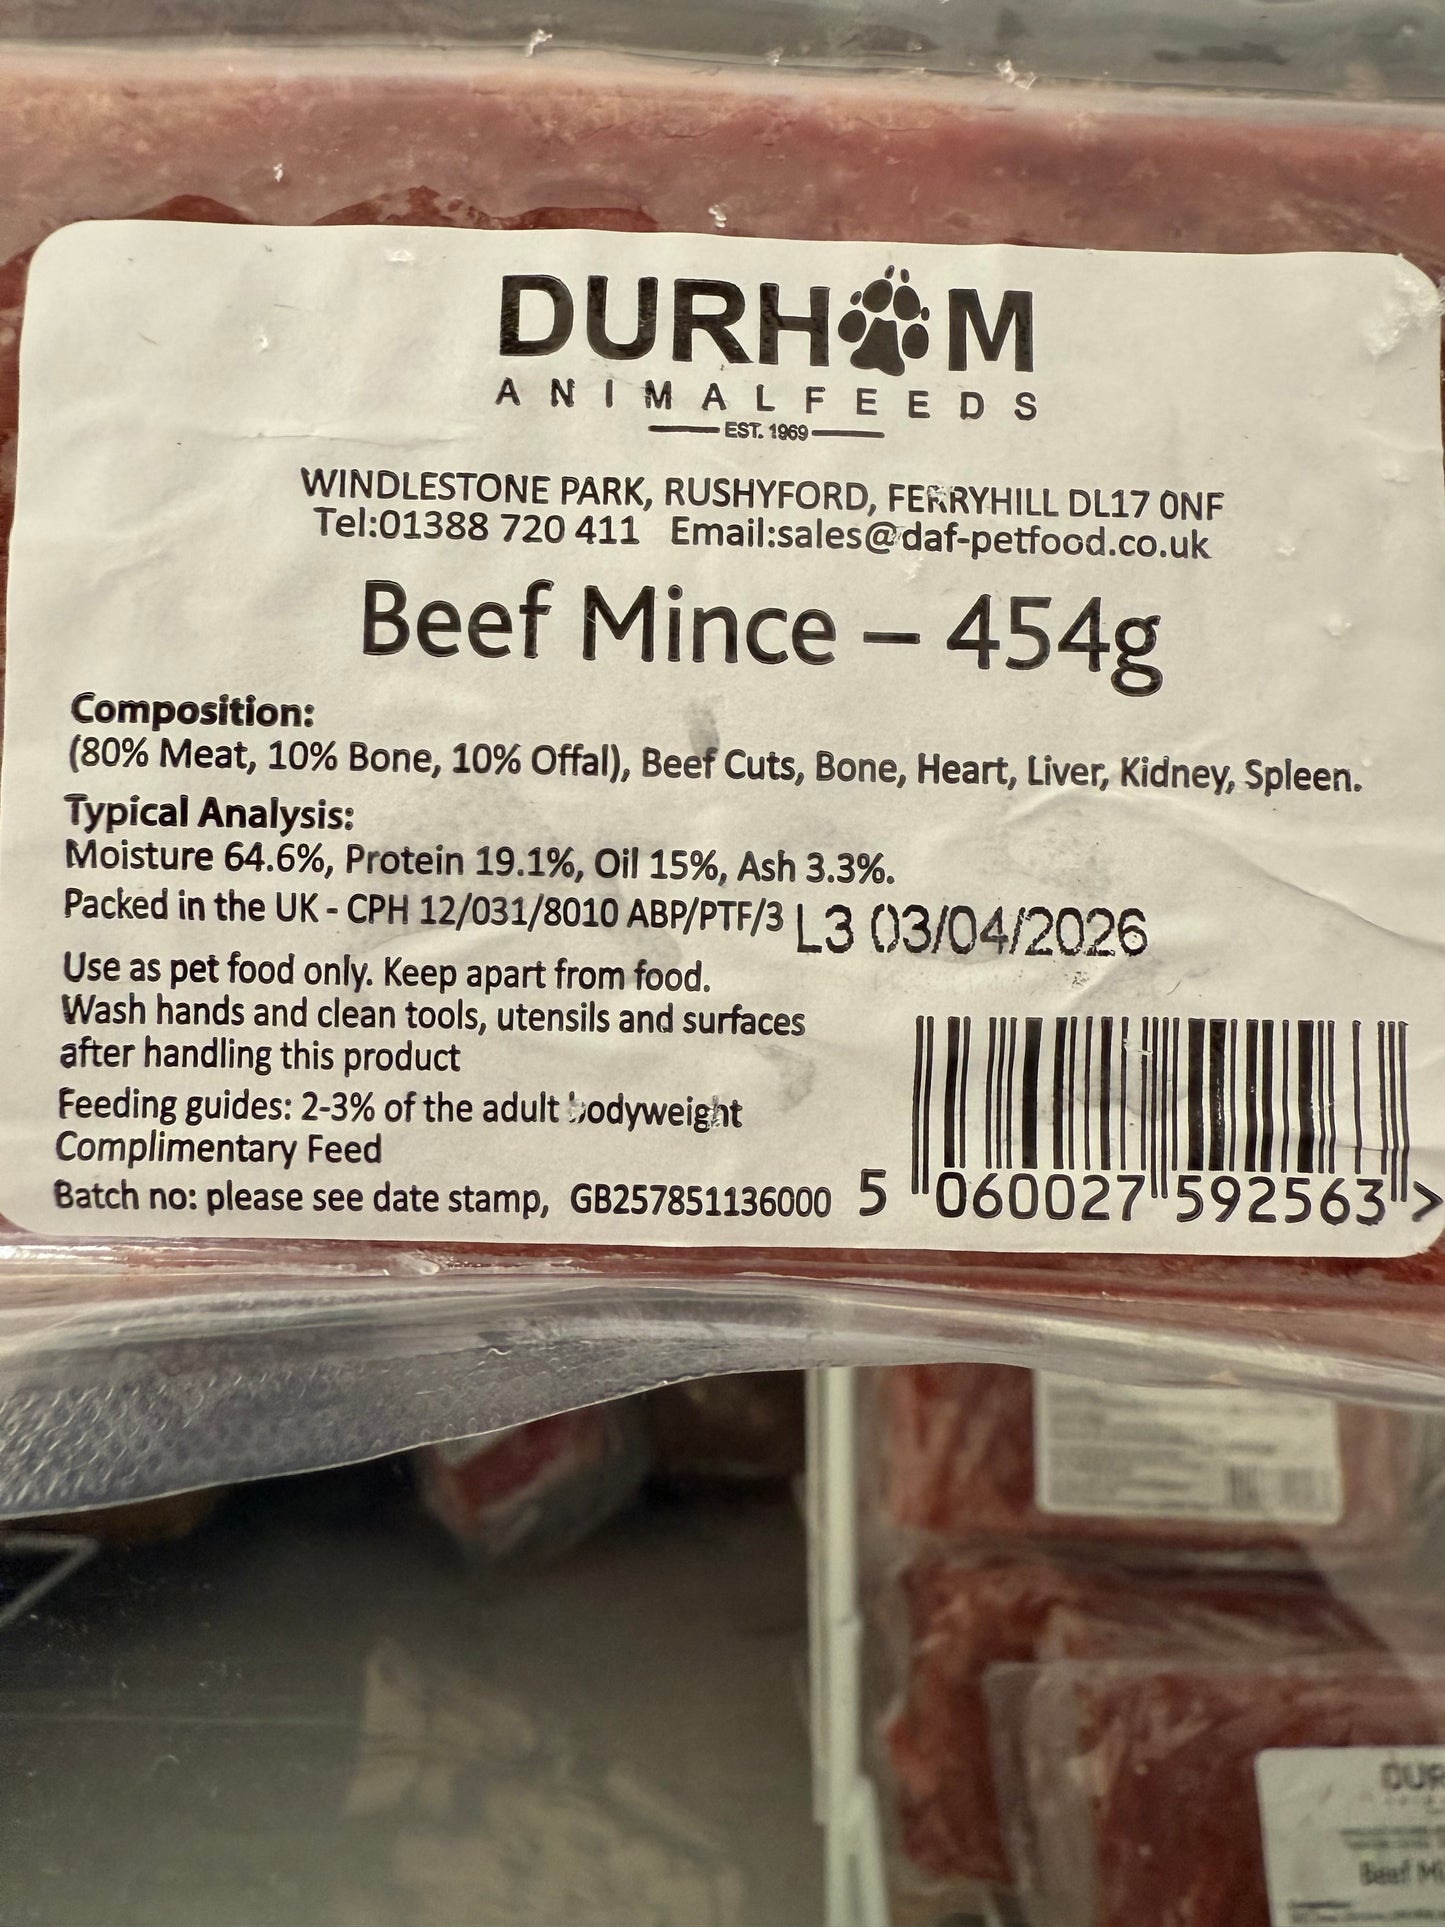 DURHAM
ANIMAL FEEDS
EST. 1969
WINDLESTONE PARK, RUSHYFORD, FERRYHILL DL17 0NF
Tel:01388 720 411 Email:sales@daf-petfood.co.uk
Beef Mince – 454g
Composition:
(80% Meat, 10% Bone, 10% Offal), Beef Cuts, Bone, Heart, Liver, Kidney, Spleen.
Typical Analysis:
Moisture 64.6%, Protein 19.1%, Oil 15%, Ash 3.3%.
Packed in the UK - CPH 12/031/8010 ABP/PTF/3 L3 03/04/2026
Use as pet food only. Keep apart from food.
Wash hands and clean tools, utensils and surfaces
after handling this product
Feeding guides: 2-3% of the adult bodyweight
Complimentary Feed
Batch no: please see date stamp, GB257851136000
5 060027 592563 >
DUR
Beef Mi